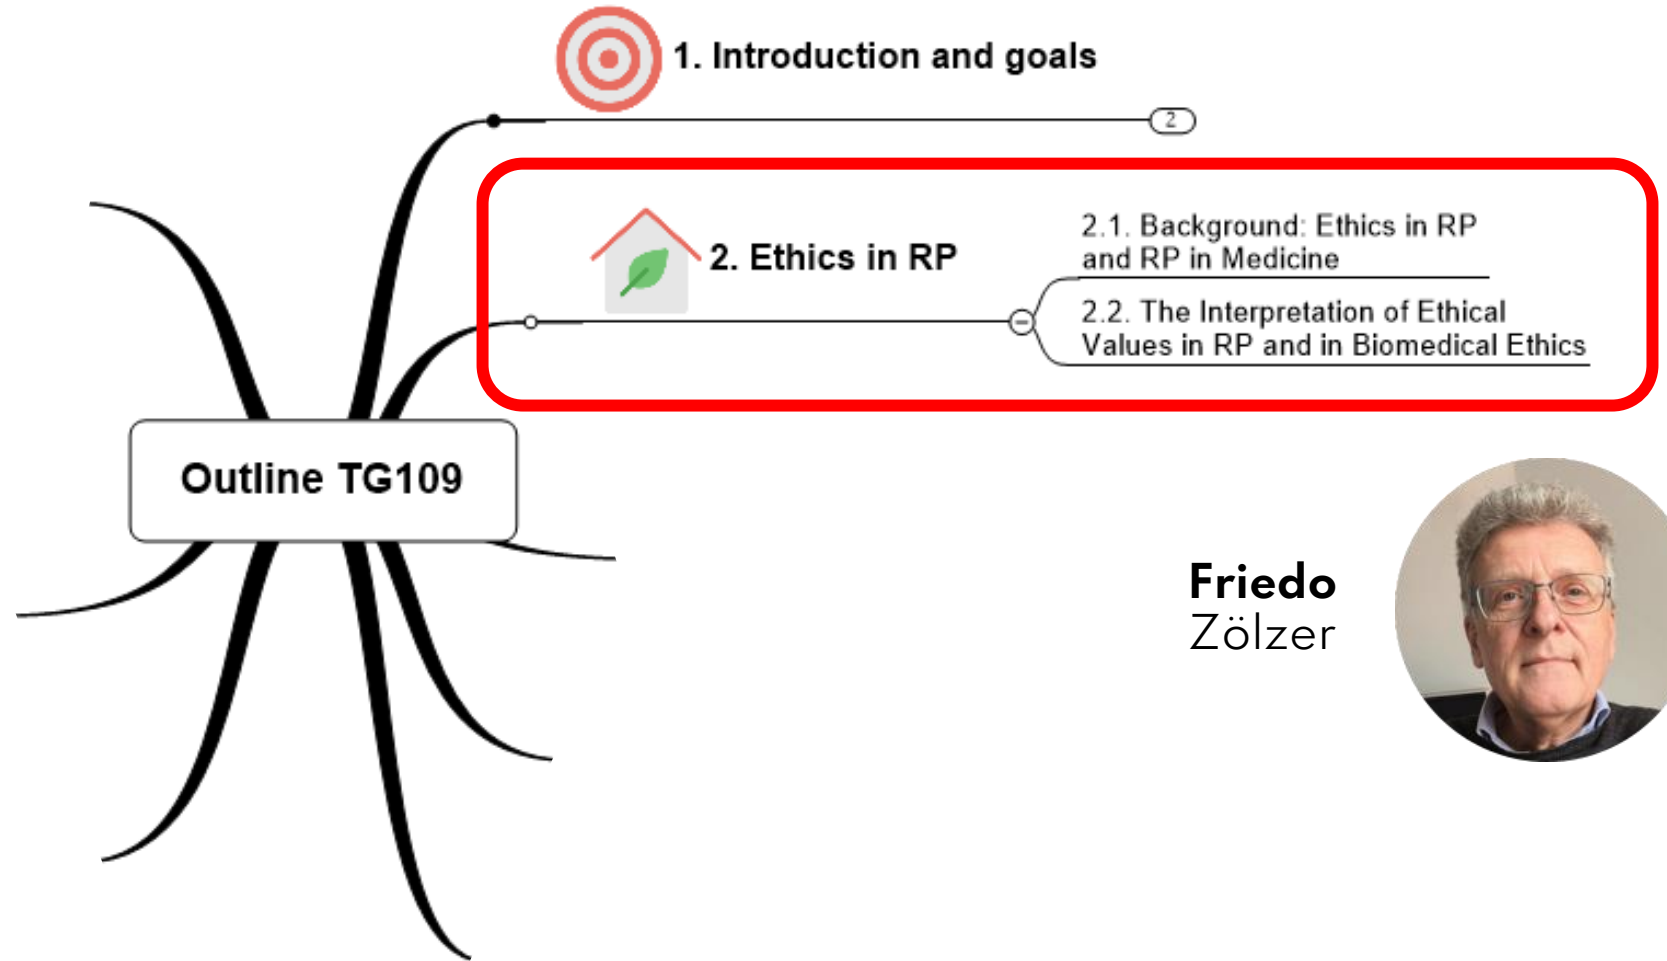 1. Introduction and goals
2
2. Ethics in RP
2.1. Background: Ethics in RP
and RP in Medicine
2.2. The Interpretation of Ethical
Values in RP and in Biomedical Ethics
Outline TG109
Friedo
Zölzer